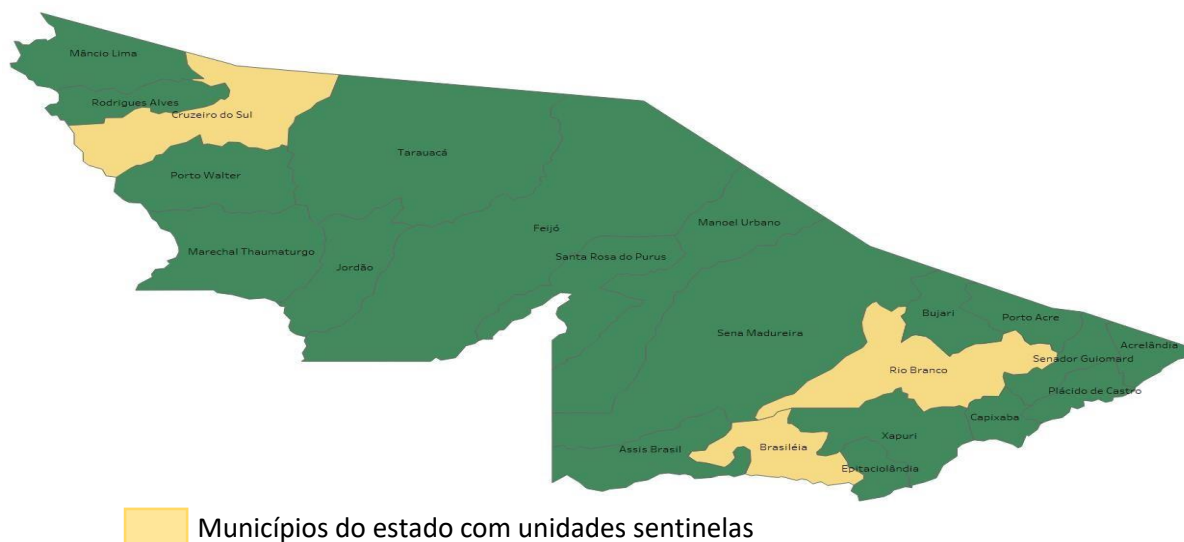 Mâncio Lima
Rodrigues Alves
Cruzeiro do Sul
Tarauacá
Porto Walter
Manoel Urbano
Feijó
Marechal Thaumaturgo
Santa Rosa do Purus
Jordão
Bujari
Porto Acre
Sena Madureira
Acrelândia
Senador Guiomard
Rio Branco
Plácido de Castro
Capixaba
Xapuri
Assis Brasil
Brasiléia
Epitaciolândia
Municípios do estado com unidades sentinelas